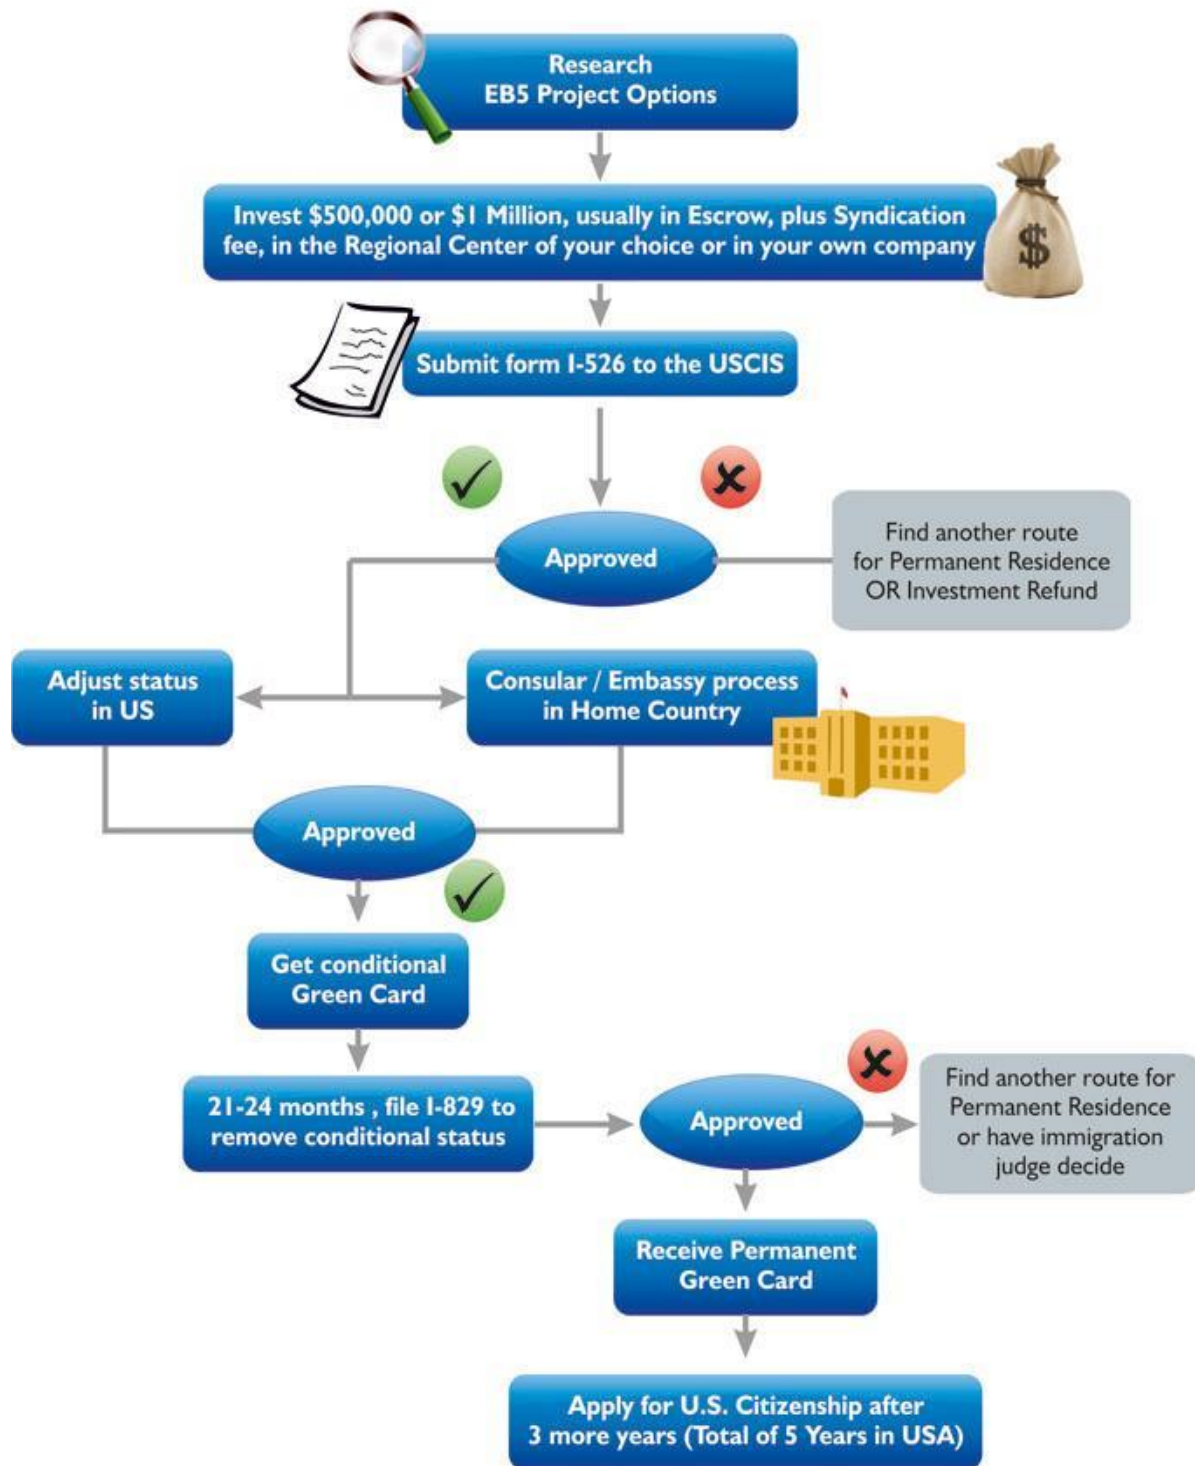 Research
EB5 Project Options
Invest $500,000 or $1 Million, usually in Escrow, plus Syndication
fee, in the Regional Center of your choice or in your own company
$
Submit form I-526 to the USCIS
Approved
Find another route
for Permanent Residence
OR Investment Refund
Adjust status
in US
Consular / Embassy process
in Home Country
Approved
Get conditional
Green Card
21-24 months , file I-829 to
remove conditional status
Approved
Find another route for
Permanent Residence
or have immigration
judge decide
Receive Permanent
Green Card
Apply for U.S. Citizenship after
3 more years (Total of 5 Years in USA)